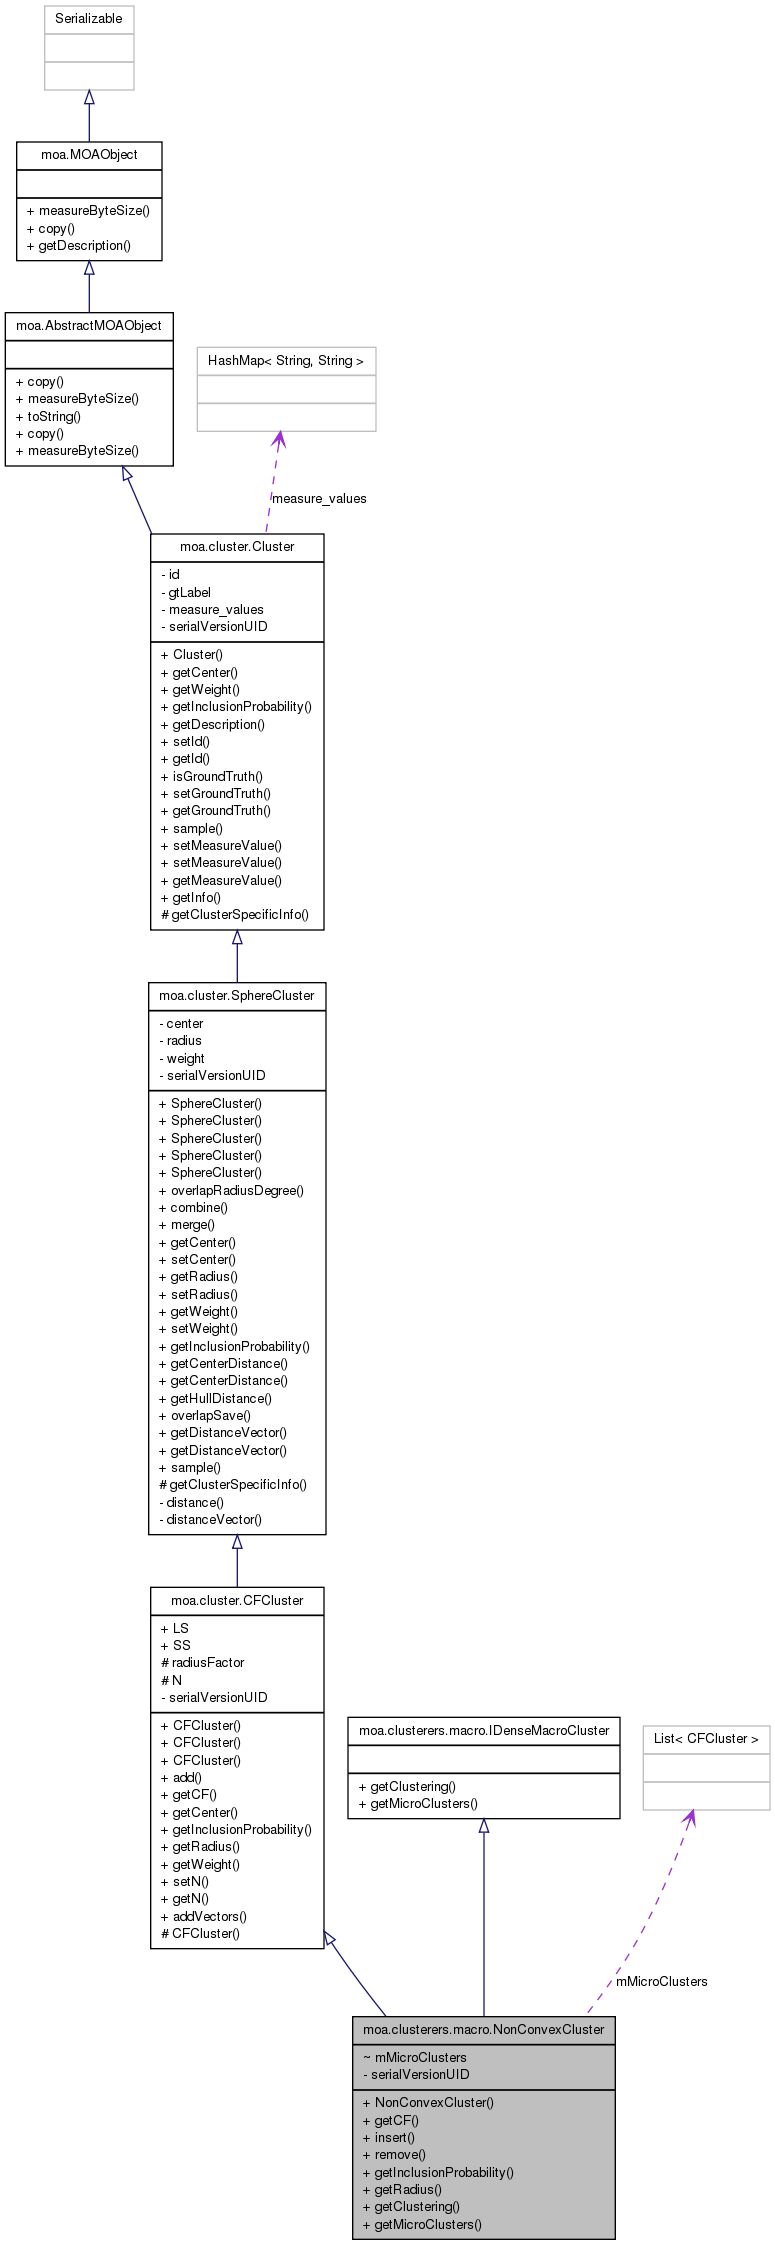 Serializable
moa.MOAObject
+ measureByteSize()
+ copy()
+ getDescription()
moa.AbstractMOAObject
+ copy()
+ measureByteSize()
+ toString()
+ copy()
+ measureByteSize()
HashMap< String, String >
measure_values
moa.cluster.Cluster
- id
- gtLabel
- measure_values
- serialVersionUID
+ Cluster()
+ getCenter()
+ getWeight()
+ getInclusionProbability()
+ getDescription()
+ setId()
+ getId()
+ isGroundTruth()
+ setGroundTruth()
+ getGroundTruth()
+ sample()
+ setMeasureValue()
+ setMeasureValue()
+ getMeasureValue()
+ getInfo()
# getClusterSpecificInfo()
moa.cluster.SphereCluster
- center
- radius
- weight
- serialVersionUID
+ SphereCluster()
+ SphereCluster()
+ SphereCluster()
+ SphereCluster()
+ SphereCluster()
+ overlapRadiusDegree()
+ combine()
+ merge()
+ getCenter()
+ setCenter()
+ getRadius()
+ setRadius()
+ getWeight()
+ setWeight()
+ getInclusionProbability()
+ getCenterDistance()
+ getCenterDistance()
+ getHullDistance()
+ overlapSave()
+ getDistanceVector()
+ getDistanceVector()
+ sample()
# getClusterSpecificInfo()
- distance()
- distanceVector()
moa.cluster.CFCluster
+ LS
+ SS
# radiusFactor
# N
- serialVersionUID
+ CFCluster()
+ CFCluster()
+ CFCluster()
+ add()
+ getCF()
+ getCenter()
+ getInclusionProbability()
+ getRadius()
+ getWeight()
+ setN()
+ getN()
+ addVectors()
# CFCluster()
moa.clusterers.macro.IDenseMacroCluster
+ getClustering()
+ getMicroClusters()
List< CFCluster >
mMicroClusters
moa.clusterers.macro.NonConvexCluster
~ mMicroClusters
- serialVersionUID
+ NonConvexCluster()
+ getCF()
+ insert()
+ remove()
+ getInclusionProbability()
+ getRadius()
+ getClustering()
+ getMicroClusters()